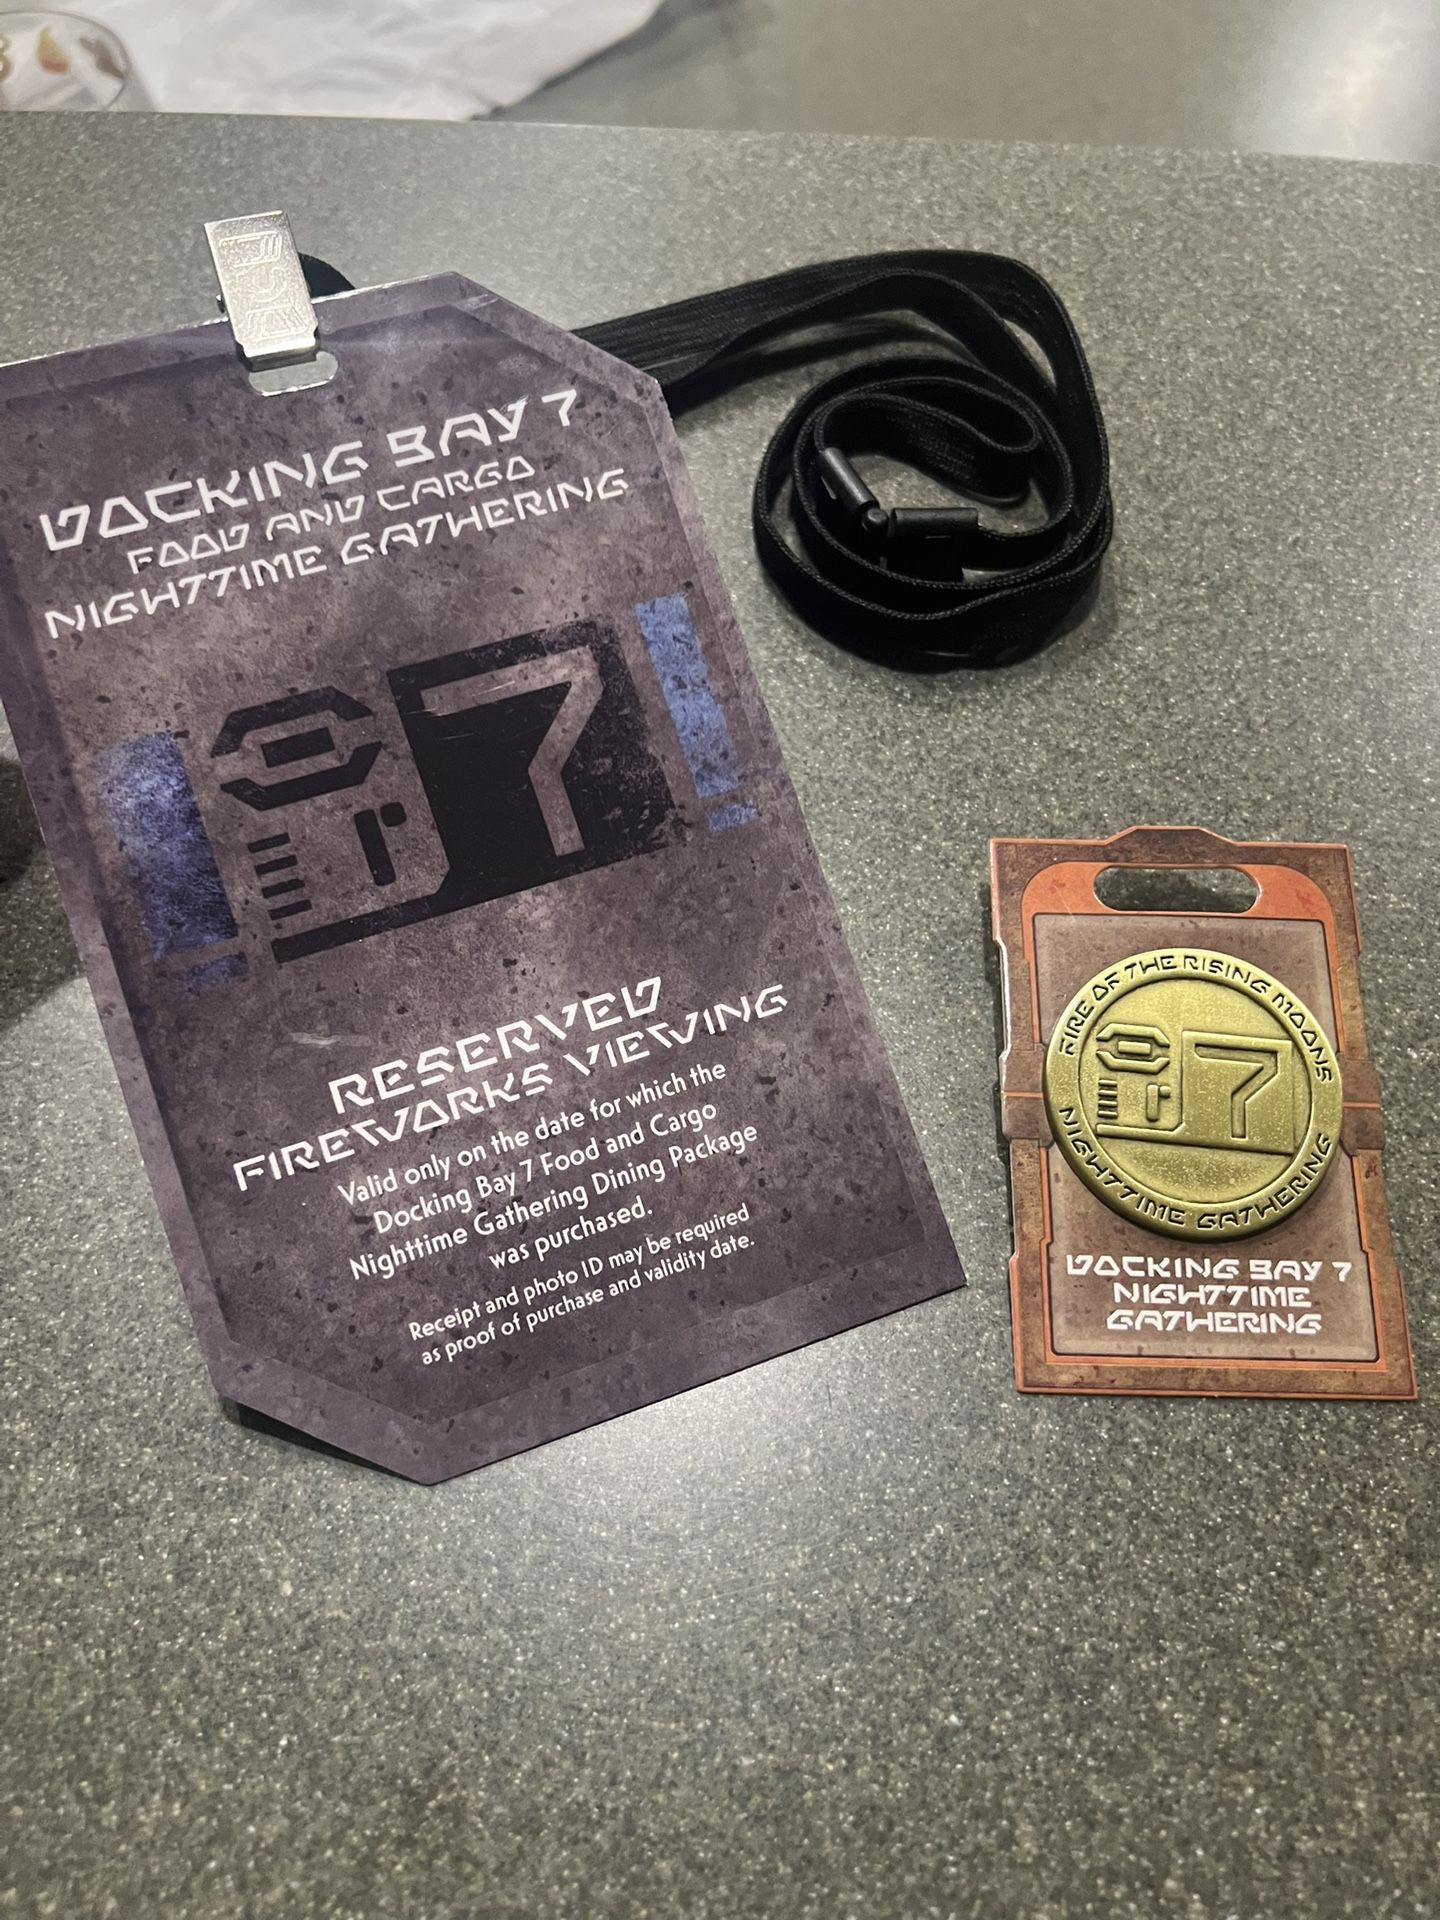 DOCKING BAY 7
FOOD AND CARGO
NIGHTTIME GATHERING
7
RESERVED
FIREWORKS VIEWING
Valid only on the date for which the
Docking Bay 7 Food and Cargo
Nighttime Gathering Dining Package
was purchased.
Receipt and photo ID may be required
as proof of purchase and validity date.
FIRE OF THE RISING MOONS
7
NIGHTTIME GATHERING
DOCKING BAY 7
NIGHTTIME
GATHERING